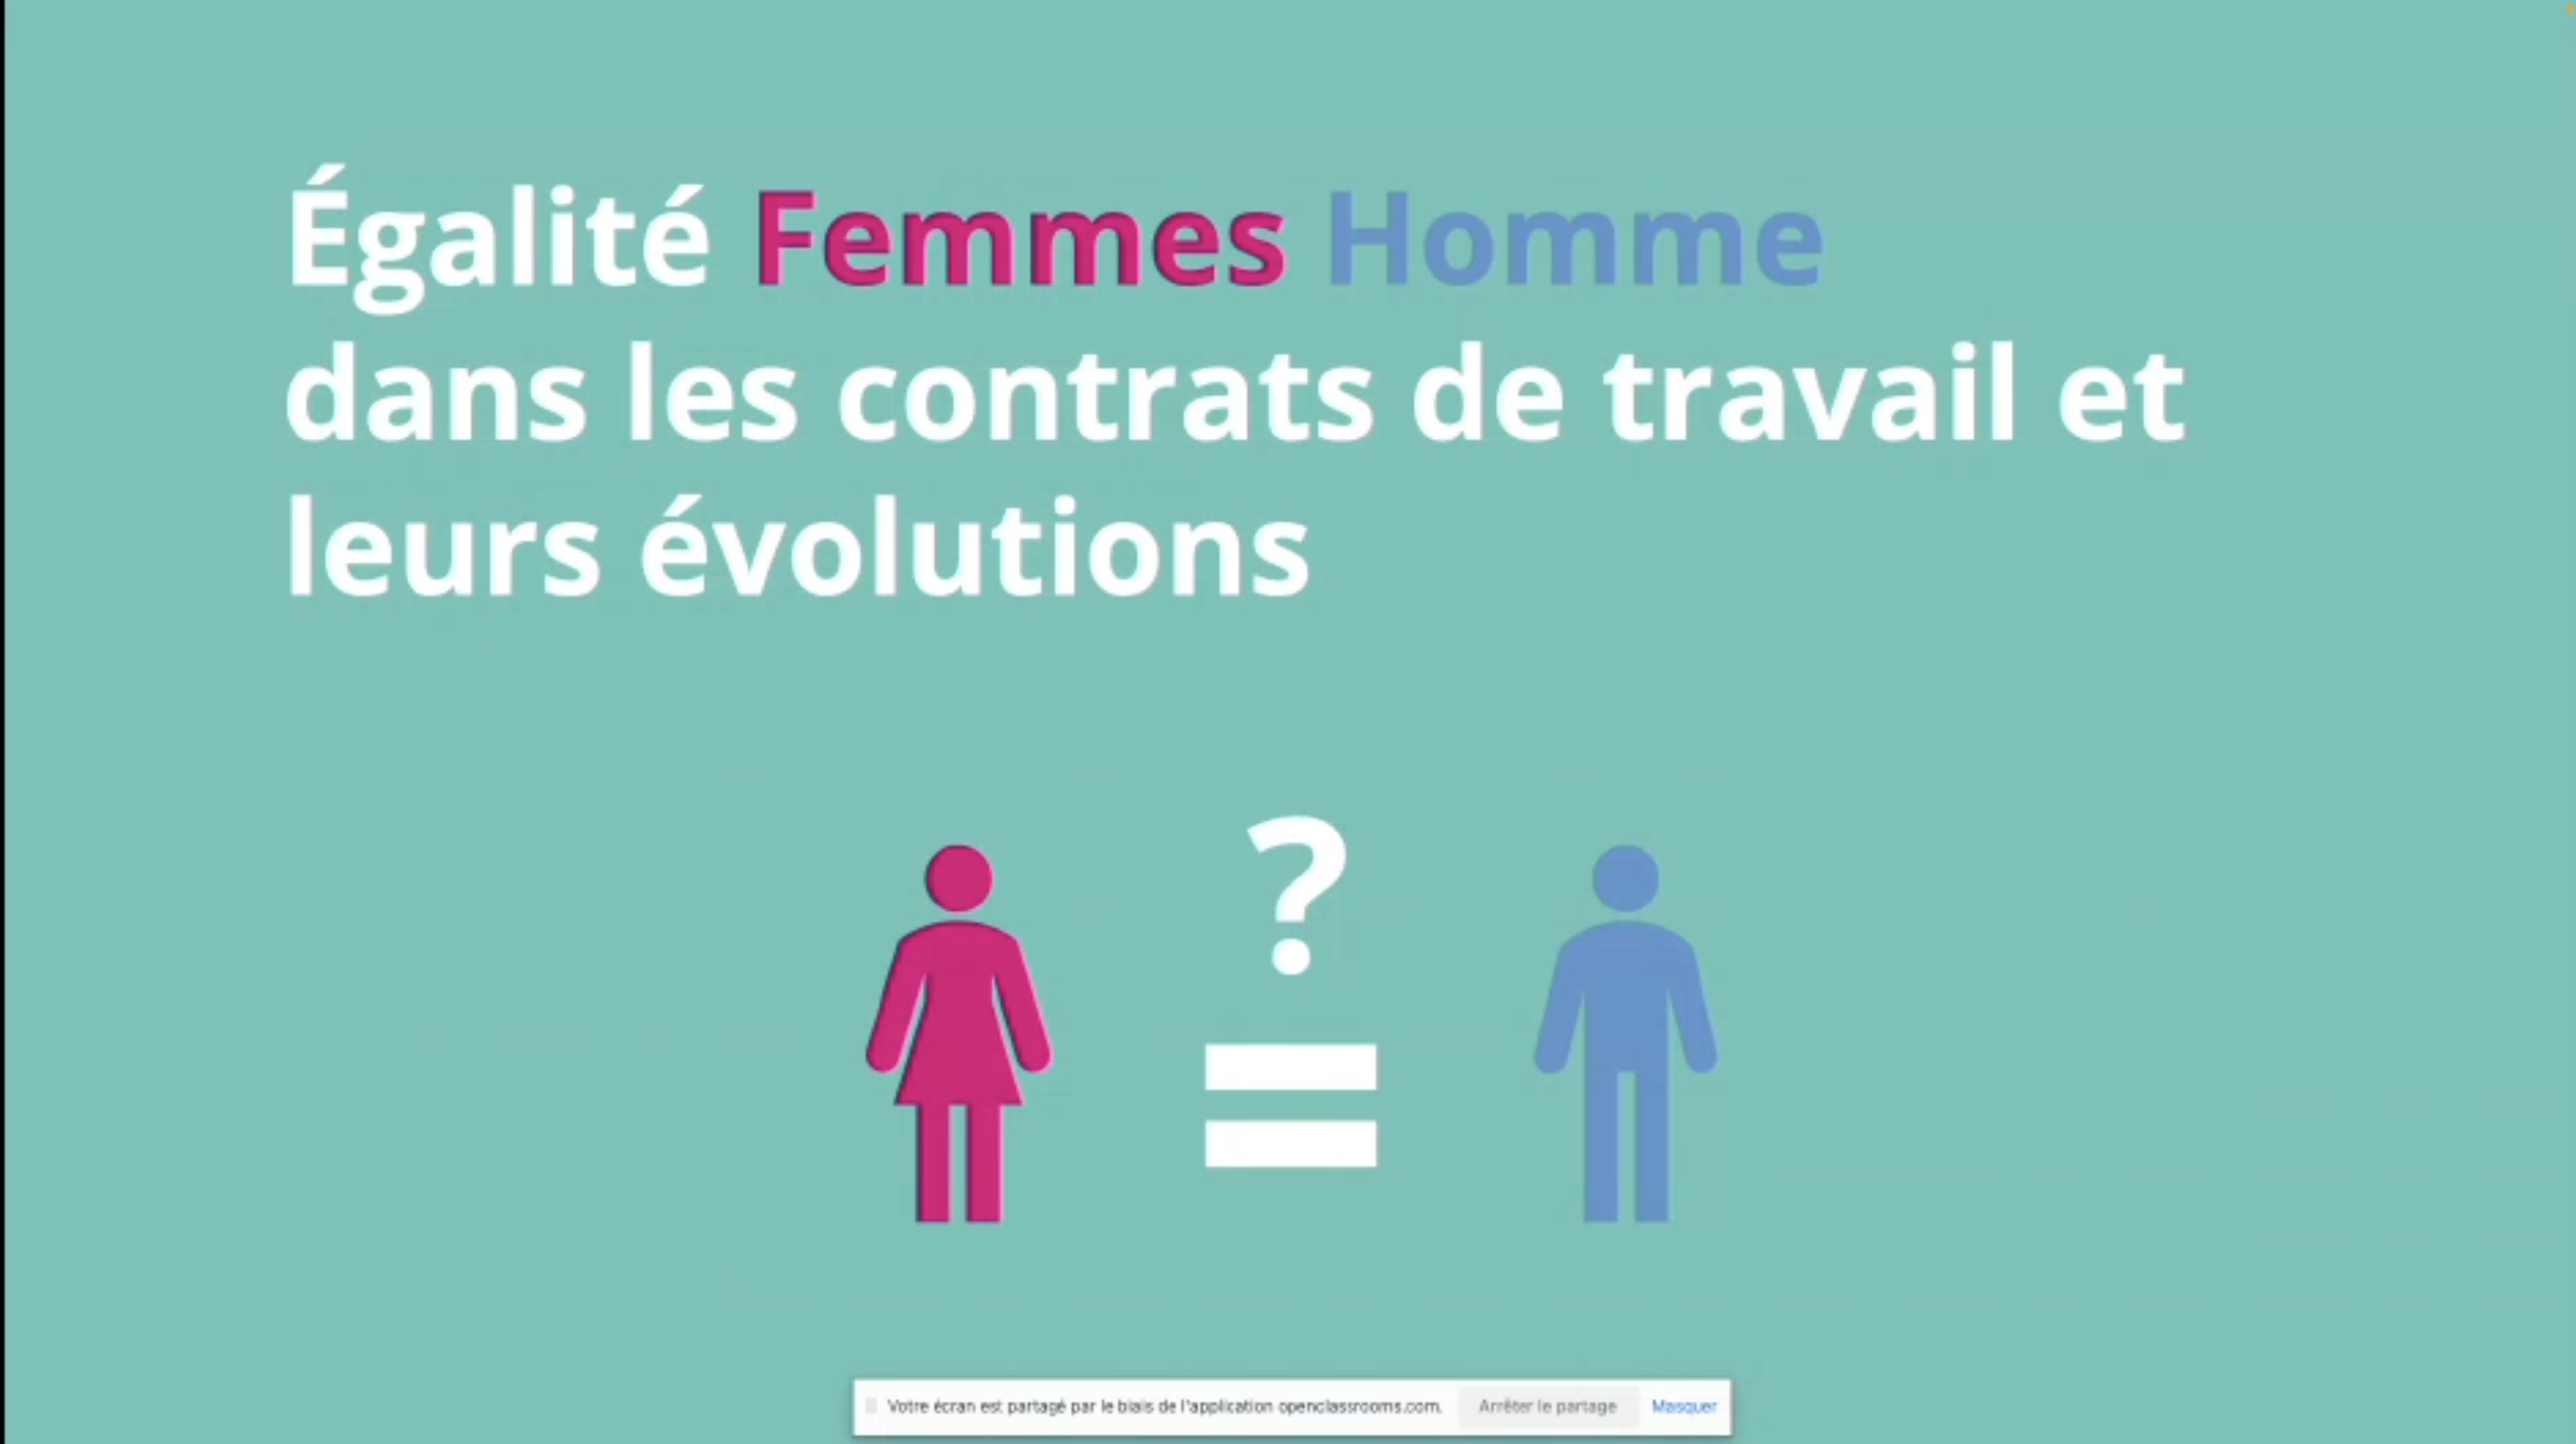 Égalité Femmes Homme
dans les contrats de travail et
leurs évolutions
?
=
Votre écran est partagé par le biais de l'application openclassrooms.com. Arrêter le partage Masquer